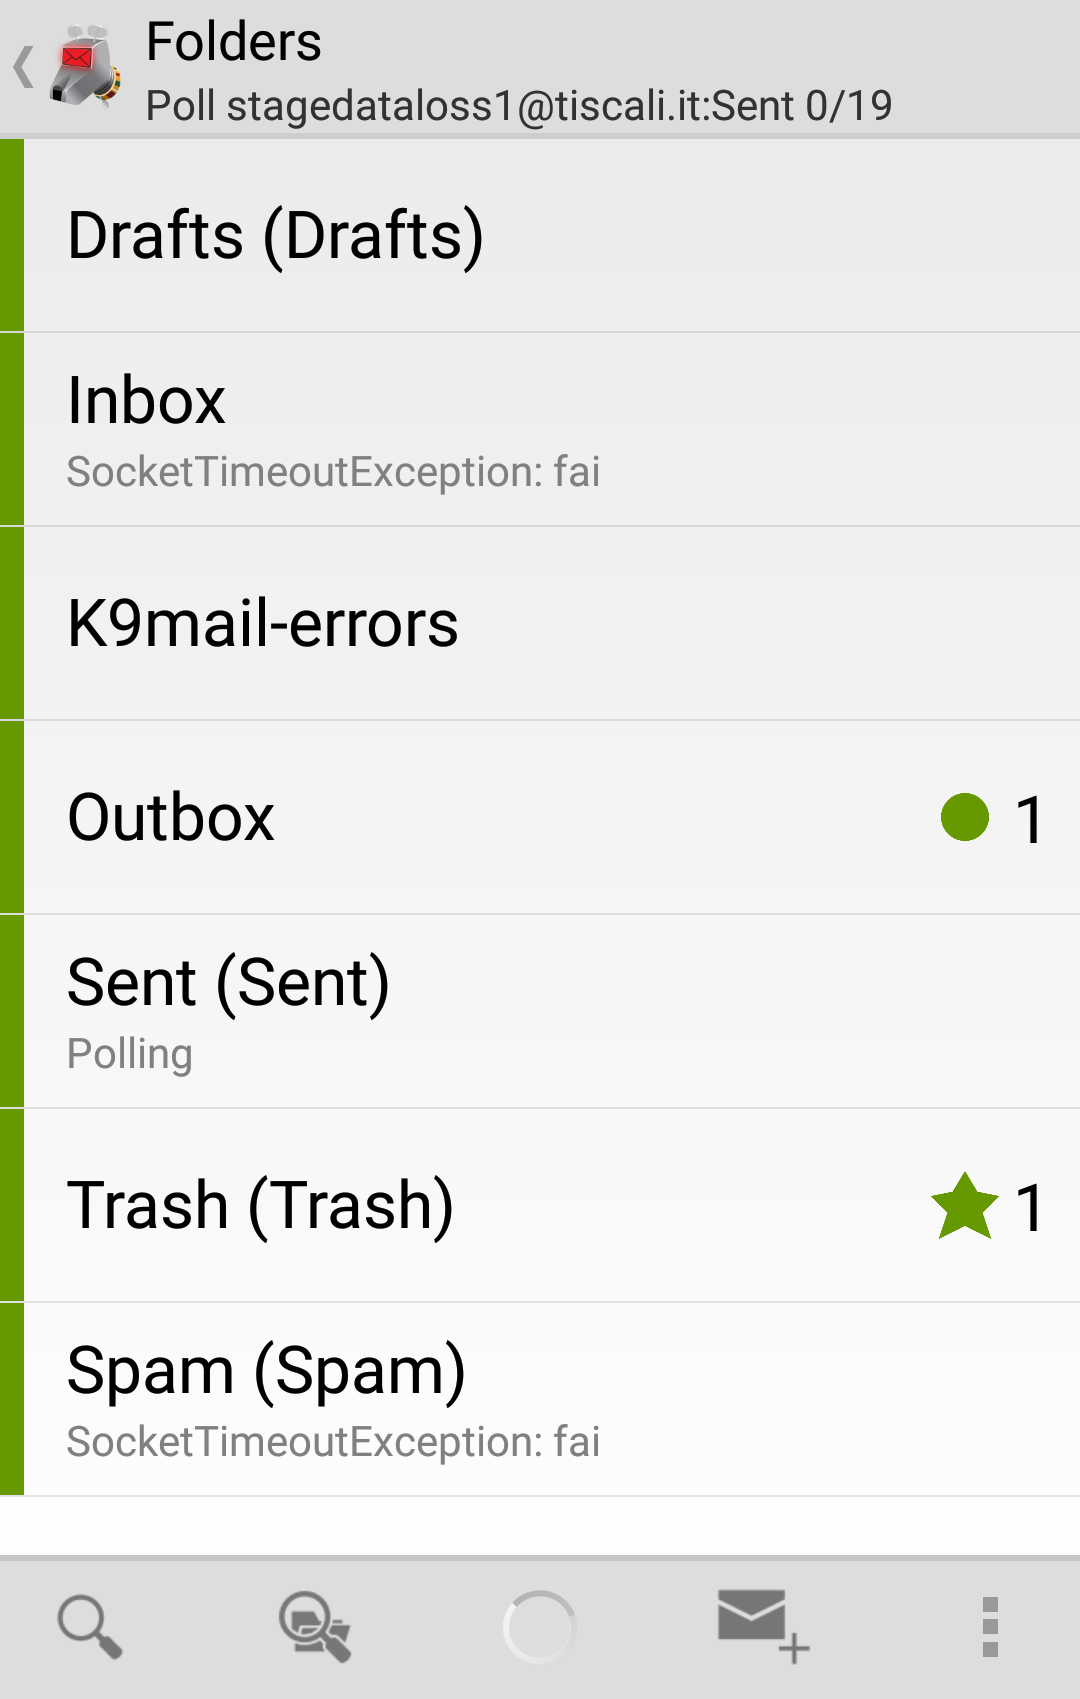 Folders
Poll stagedataloss1@tiscali.it:Sent 0/19
Drafts (Drafts)
Inbox
SocketTimeoutException: fai
K9mail-errors
Outbox 1
Sent (Sent)
Polling
Trash (Trash) 1
Spam (Spam)
SocketTimeoutException: fai